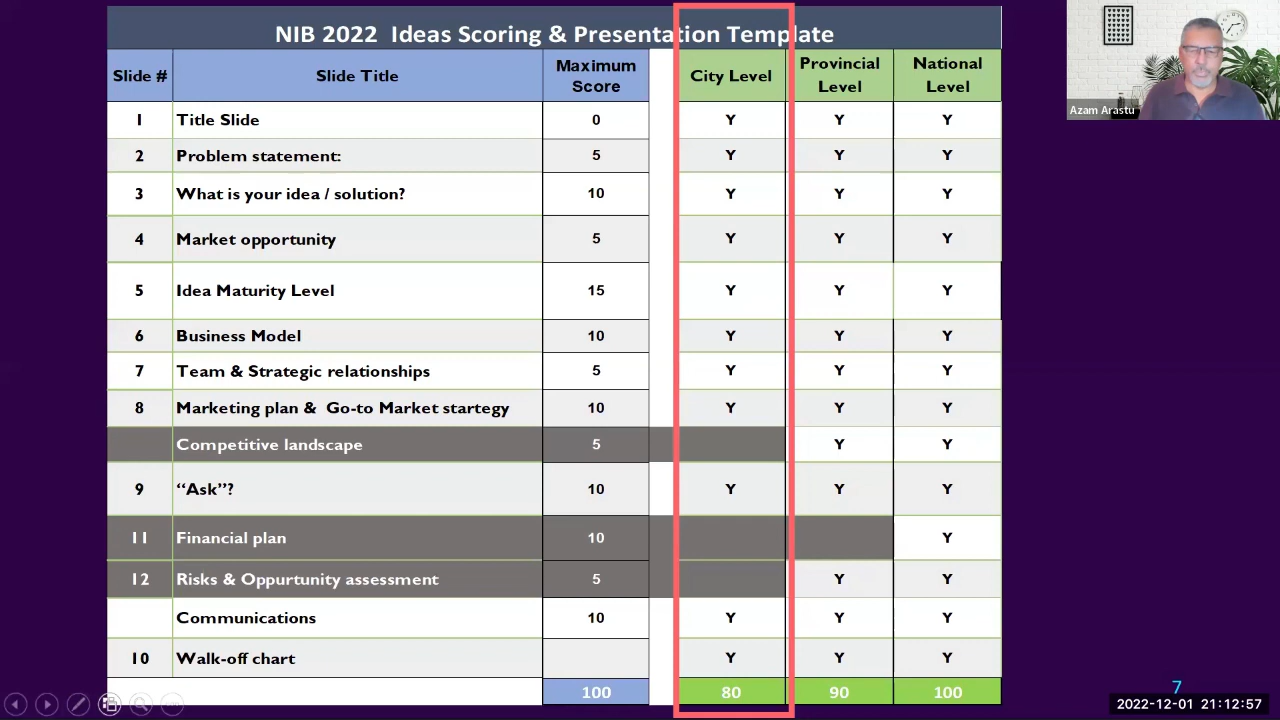 NIB 2022 Ideas Scoring & Presentation Template
Slide # Slide Title Maximum Score City Level Provincial Level National Level
1 Title Slide 0 Y Y Y
2 Problem statement: 5 Y Y Y
3 What is your idea / solution? 10 Y Y Y
4 Market opportunity 5 Y Y Y
5 Idea Maturity Level 15 Y Y Y
6 Business Model 10 Y Y Y
7 Team & Strategic relationships 5 Y Y Y
8 Marketing plan & Go-to Market startegy 10 Y Y Y
Competitive landscape 5 Y Y
9 “Ask”? 10 Y Y Y
11 Financial plan 10 Y
12 Risks & Oppurtunity assessment 5 Y Y
Communications 10 Y Y Y
10 Walk-off chart Y Y Y
100 80 90 100
Azam Arastu
7
2022-12-01 21:12:57